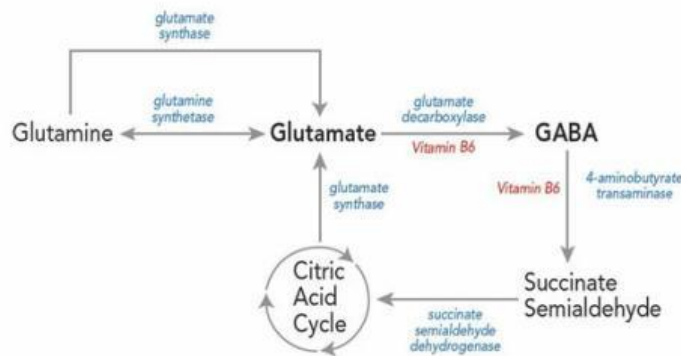 glutamate
synthase
glutamine
synthetase
Glutamine
Glutamate
glutamate
decarboxylase
Vitamin B6
GABA
Vitamin B6
4-aminobutyrate
transaminase
glutamate
synthase
Citric
Acid
Cycle
Succinate
Semialdehyde
succinate
semialdehyde
dehydrogenase